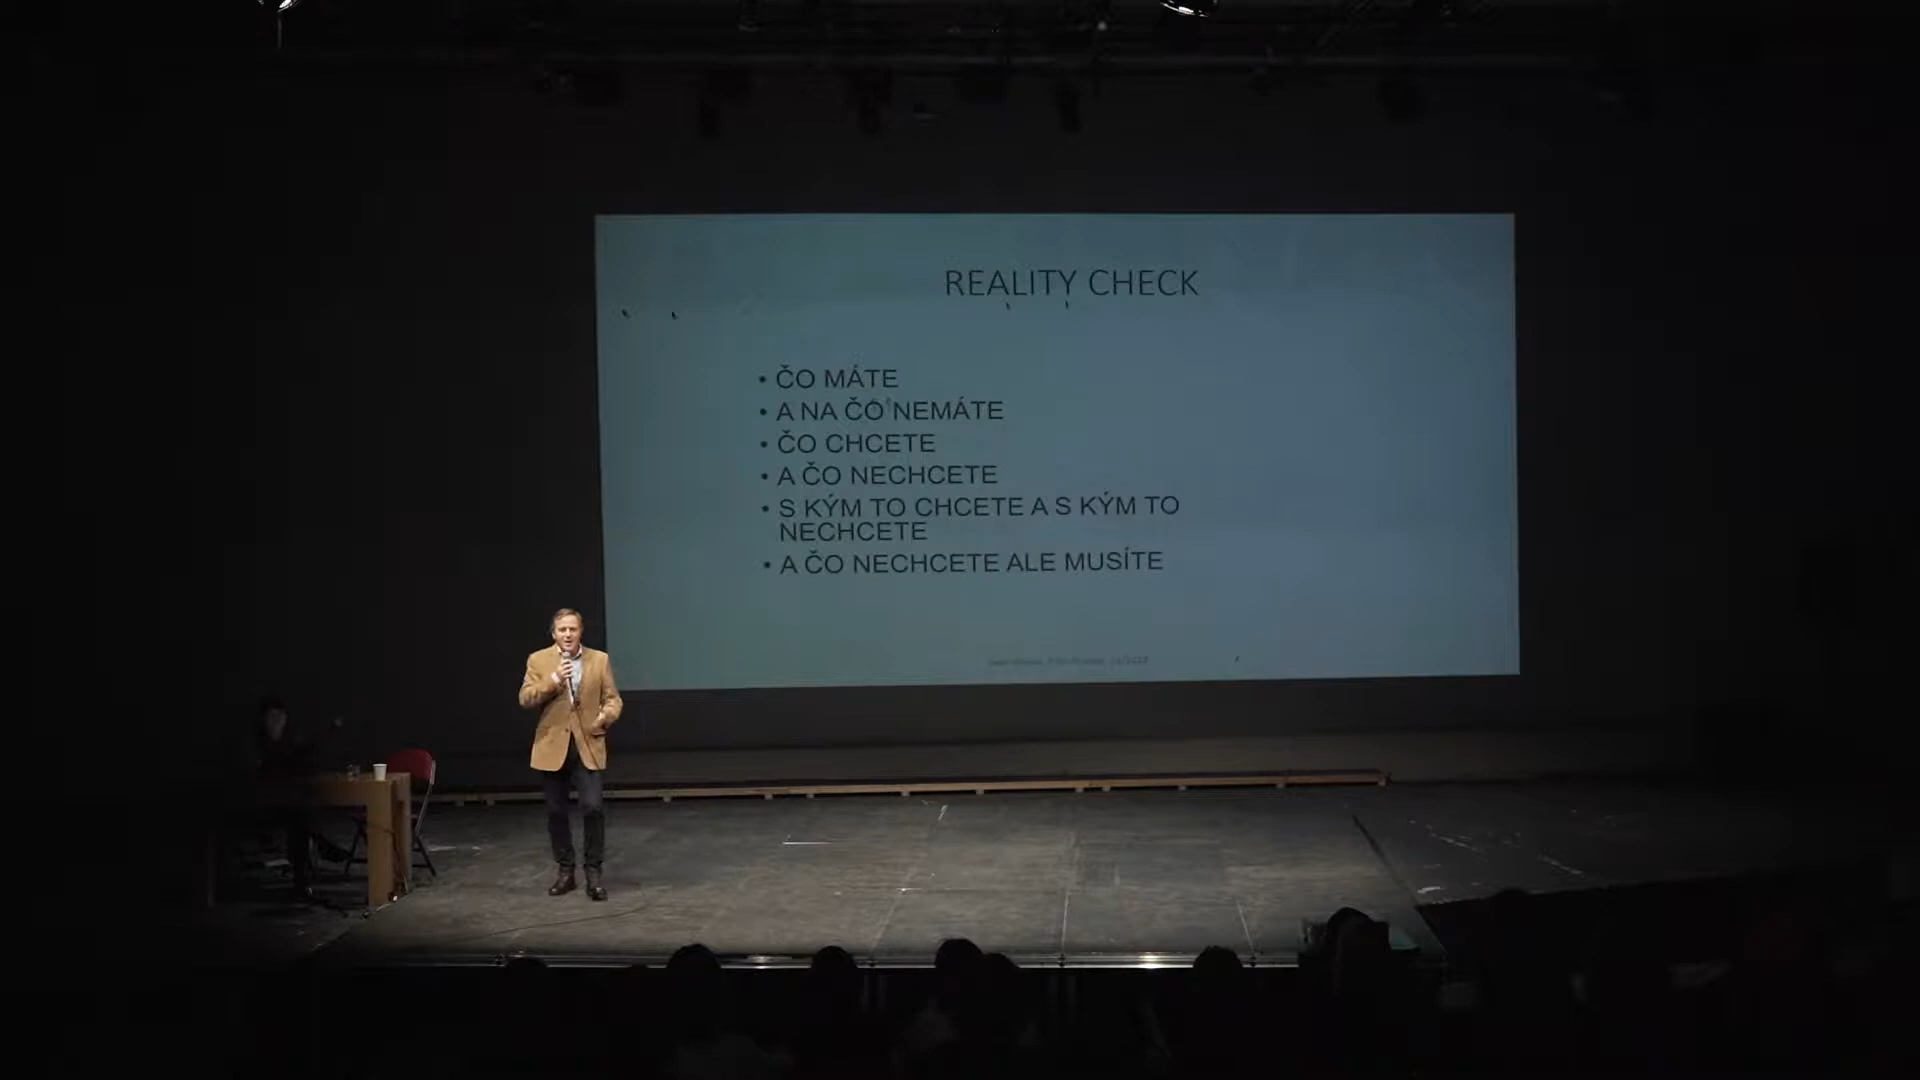 REALITY CHECK
• ČO MÁTE
• A NA ČO NEMÁTE
• ČO CHCETE
• A ČO NECHCETE
• S KÝM TO CHCETE A S KÝM TO
NECHCETE
• A ČO NECHCETE ALE MUSÍTE